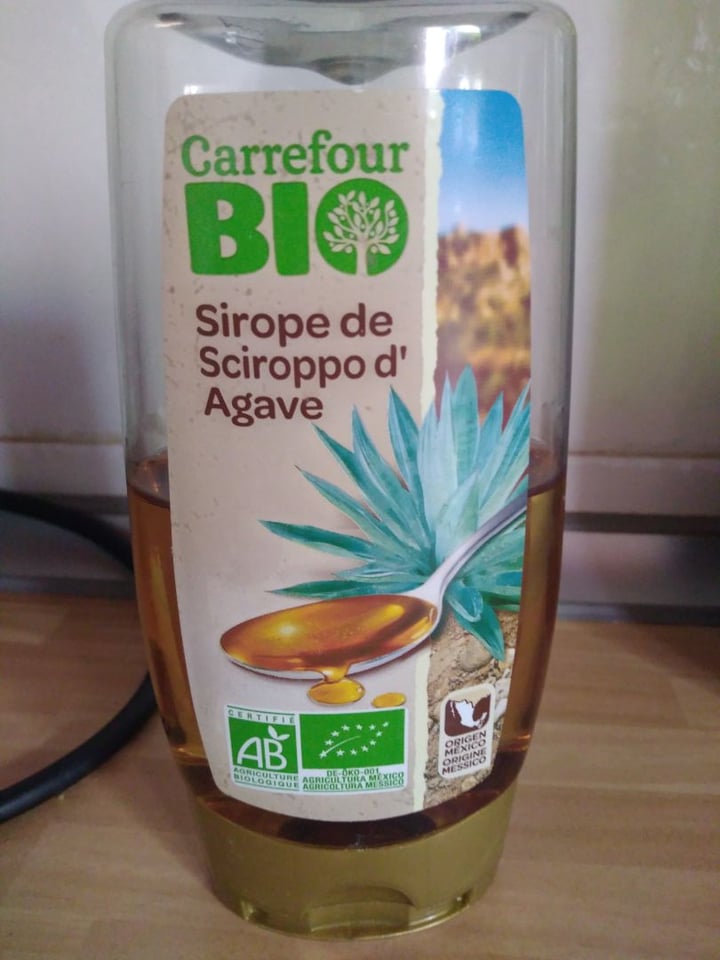 Carrefour
BIO
Sirope de
Sciroppo d'
Agave
CERTIFIÉ
AB
AGRICULTURE
BIOLOGIQUE
DE-ÖKO-001
AGRICULTURA MÉXICO
AGRICOLTURA MESSICO
ORIGEN
MÉXICO
ORIGINE
MESSICO